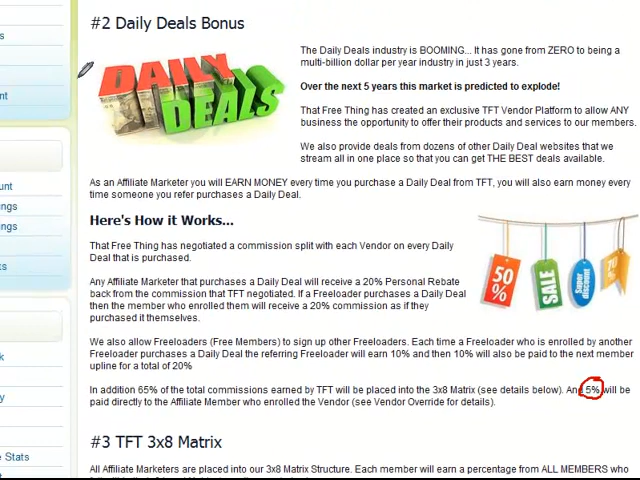 #2 Daily Deals Bonus
DAILY
DEALS
The Daily Deals industry is BOOMING... It has gone from ZERO to being a
multi-billion dollar per year industry in just 3 years.
Over the next 5 years this market is predicted to explode!
That Free Thing has created an exclusive TFT Vendor Platform to allow ANY
business the opportunity to offer their products and services to our members.
We also provide deals from dozens of other Daily Deal websites that we
stream all in one place so that you can get THE BEST deals available.
As an Affiliate Marketer you will EARN MONEY every time you purchase a Daily Deal from TFT, you will also earn money every
time someone you refer purchases a Daily Deal.
Here's How it Works...
That Free Thing has negotiated a commission split with each Vendor on every Daily
Deal that is purchased.
50%
SALE
Super
discount
70%
Any Affiliate Marketer that purchases a Daily Deal will receive a 20% Personal Rebate
back from the commission that TFT negotiated. If a Freeloader purchases a Daily Deal
then the member who enrolled them will receive a 20% commission as if they
purchased it themselves.
We also allow Freeloaders (Free Members) to sign up other Freeloaders. Each time a Freeloader who is enrolled by another
Freeloader purchases a Daily Deal the referring Freeloader will earn 10% and then 10% will also be paid to the next member
upline for a total of 20%
In addition 65% of the total commissions earned by TFT will be placed into the 3x8 Matrix (see details below). And 5% will be
paid directly to the Affiliate Member who enrolled the Vendor (see Vendor Override for details).
#3 TFT 3x8 Matrix
All Affiliate Marketers are placed into our 3x8 Matrix Structure. Each member will earn a percentage from ALL MEMBERS who
e Stats